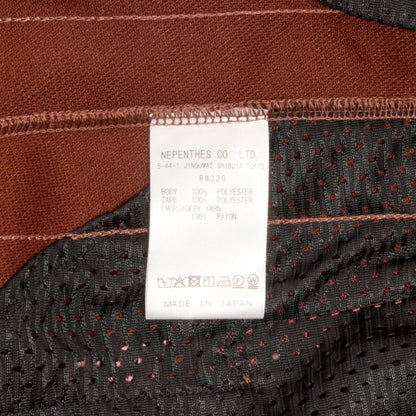 NEPENTHES CO., LTD
5-44-1 JINGUMAE SHIBUYA TOKYO
RW320
BODY 100% POLYESTER
TAPE 100% POLYESTER
EMBROIDERY YARN
100% RAYON
MADE IN JAPAN